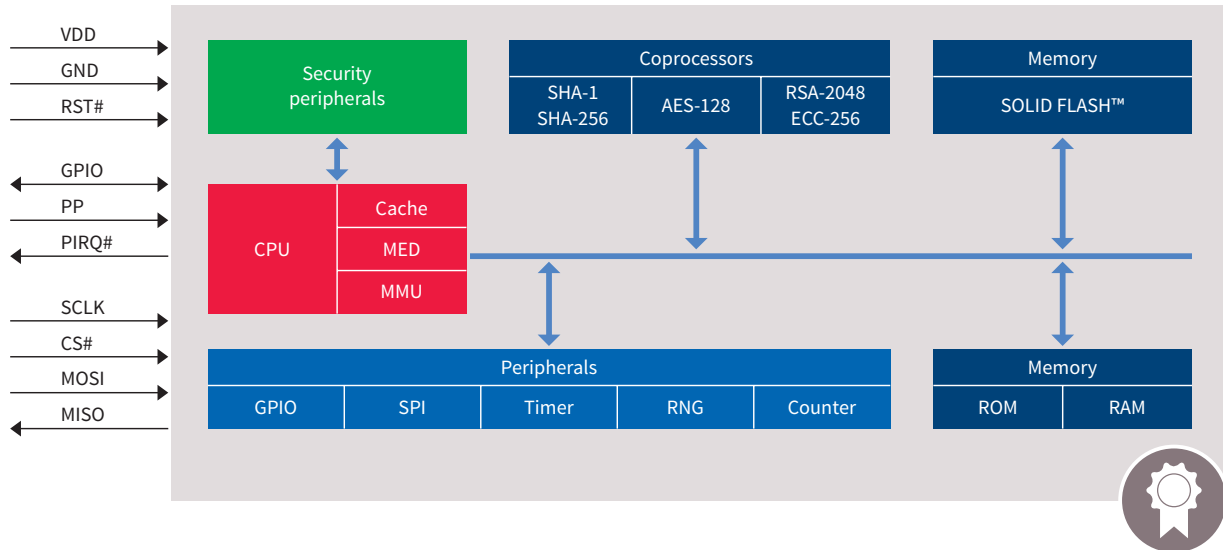 VDD
GND
RST#
GPIO
PP
PIRQ#
SCLK
CS#
MOSI
MISO
Security
peripherals
Coprocessors
SHA-1
SHA-256
AES-128
RSA-2048
ECC-256
Memory
SOLID FLASH™
CPU
Cache
MED
MMU
Peripherals
GPIO
SPI
Timer
RNG
Counter
Memory
ROM
RAM